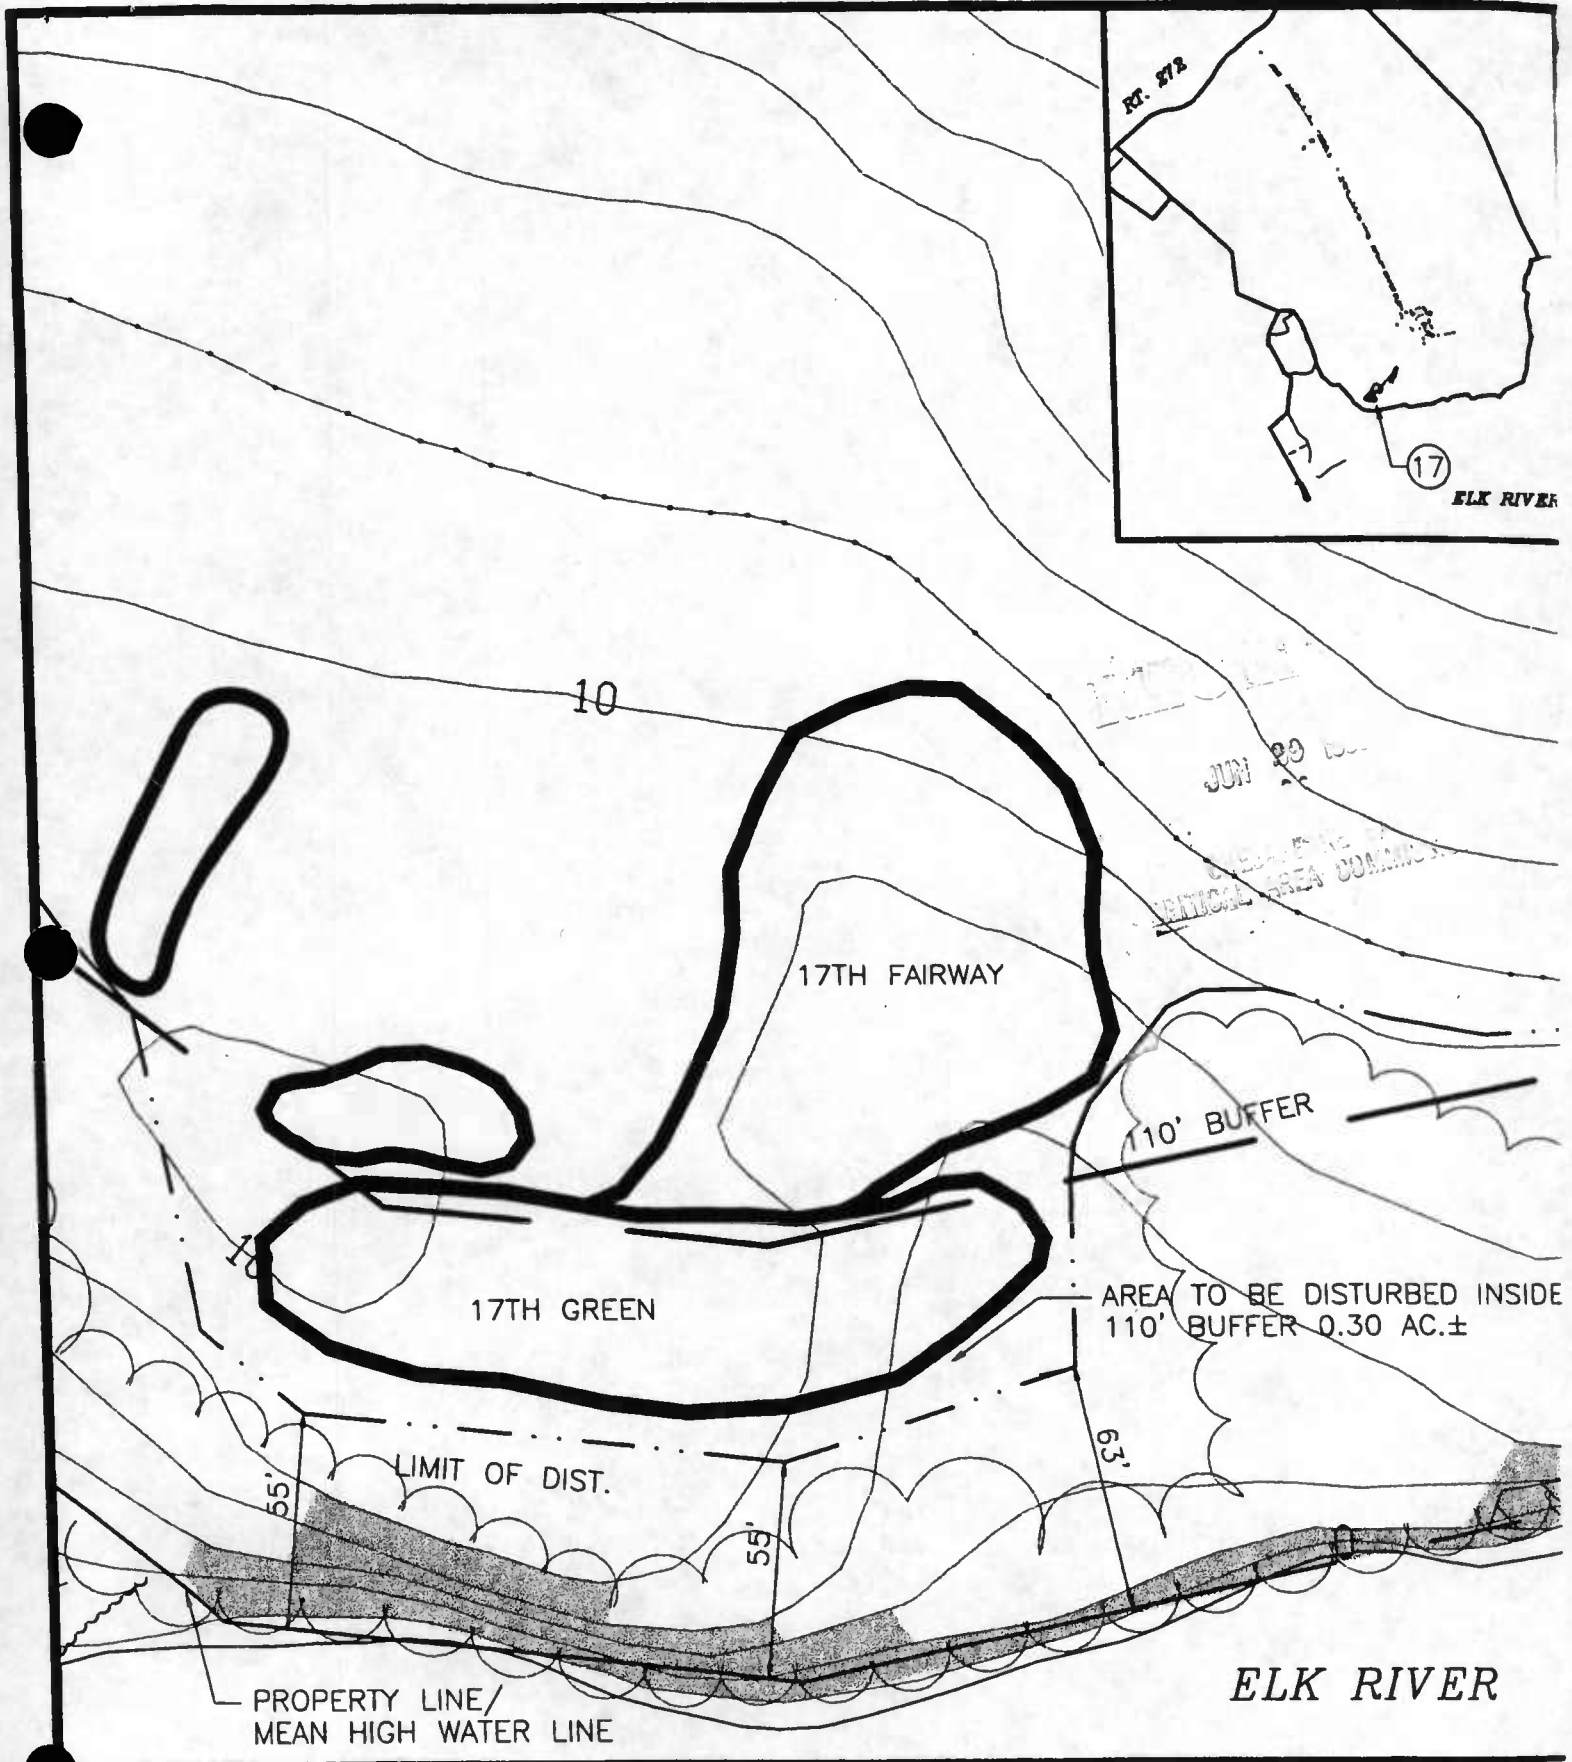 RT. 272
17
ELK RIVER
10
JUN
CRITICAL AREA COMMISS
17TH FAIRWAY
110' BUFFER
10
17TH GREEN
AREA TO BE DISTURBED INSIDE
110' BUFFER 0.30 AC.±
LIMIT OF DIST.
55'
55'
63'
PROPERTY LINE/
MEAN HIGH WATER LINE
ELK RIVER